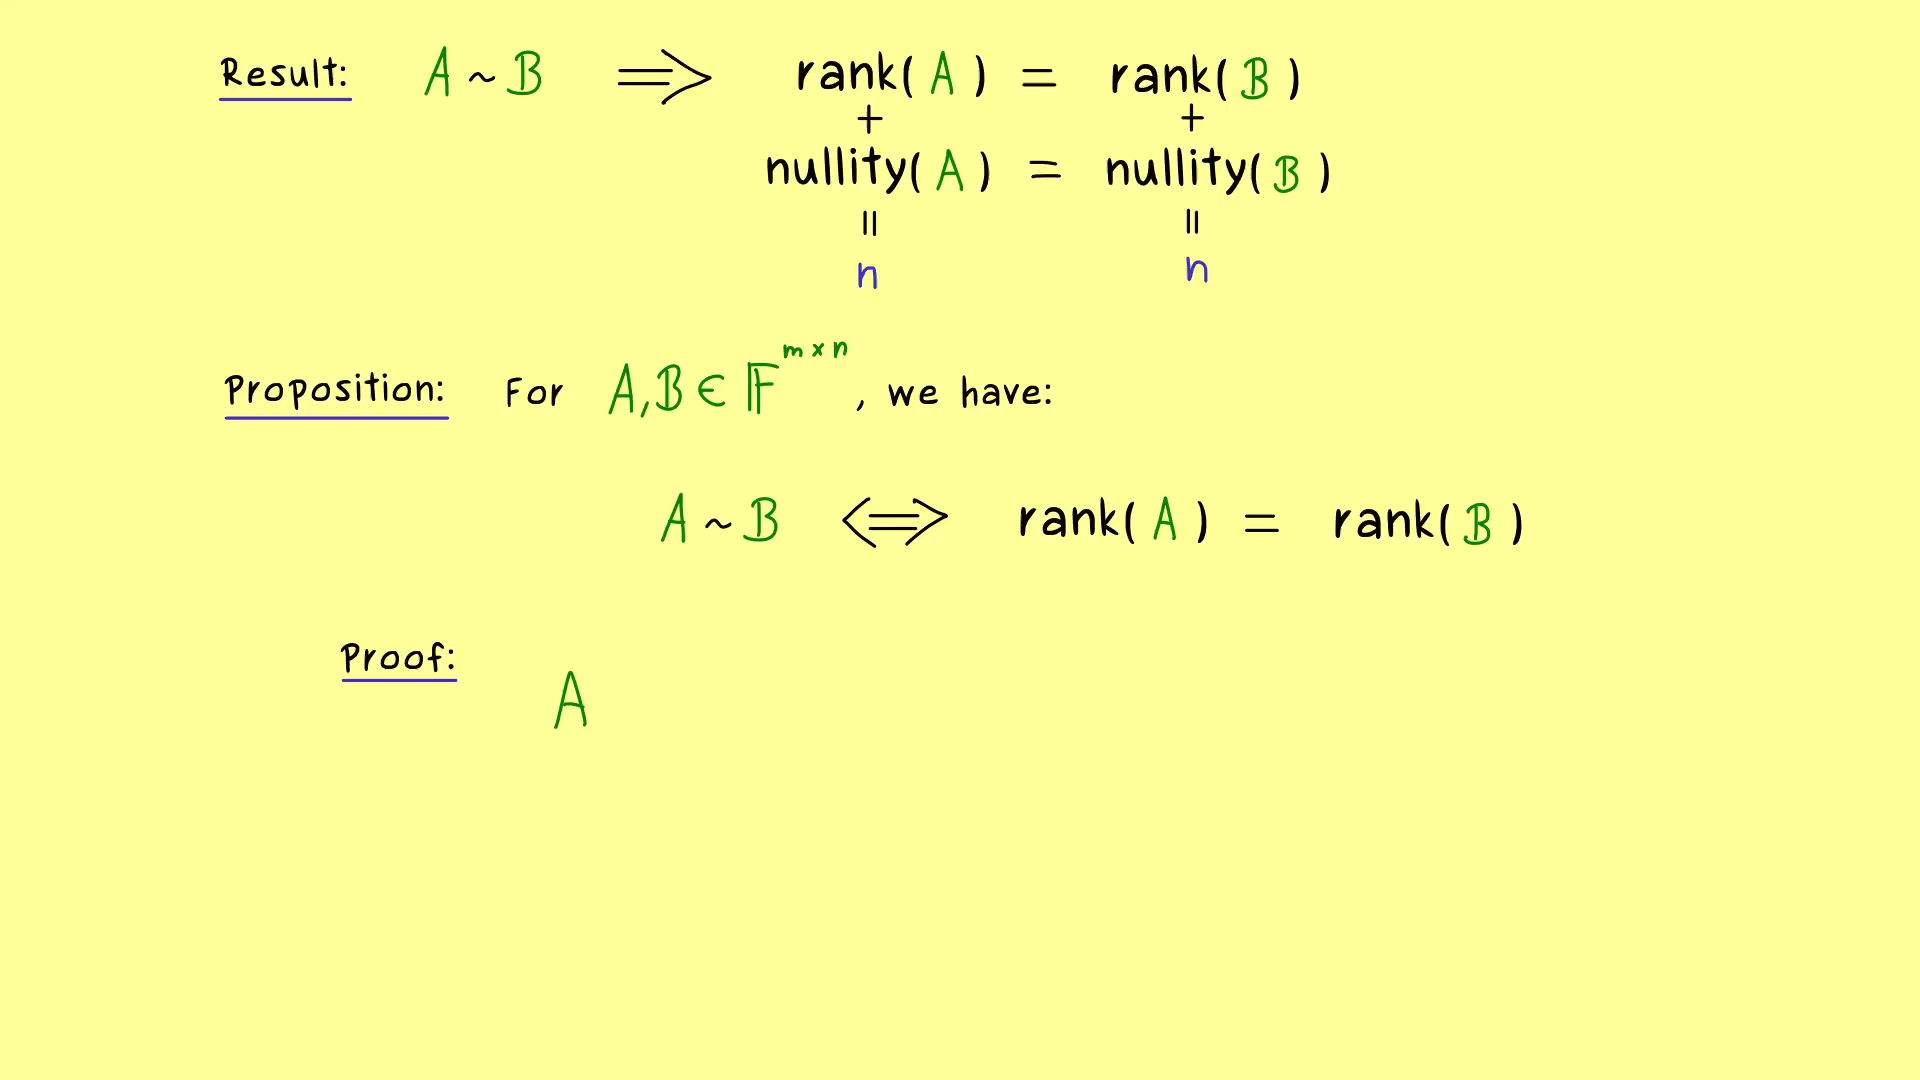 Result: A ~ B ⟹ rank( A ) = rank( B )
+ +
nullity( A ) = nullity( B )
= =
n n
Proposition: For A, B ∈ 𝔽^{m × n}, we have:
A ~ B ⟺ rank( A ) = rank( B )
Proof:
A